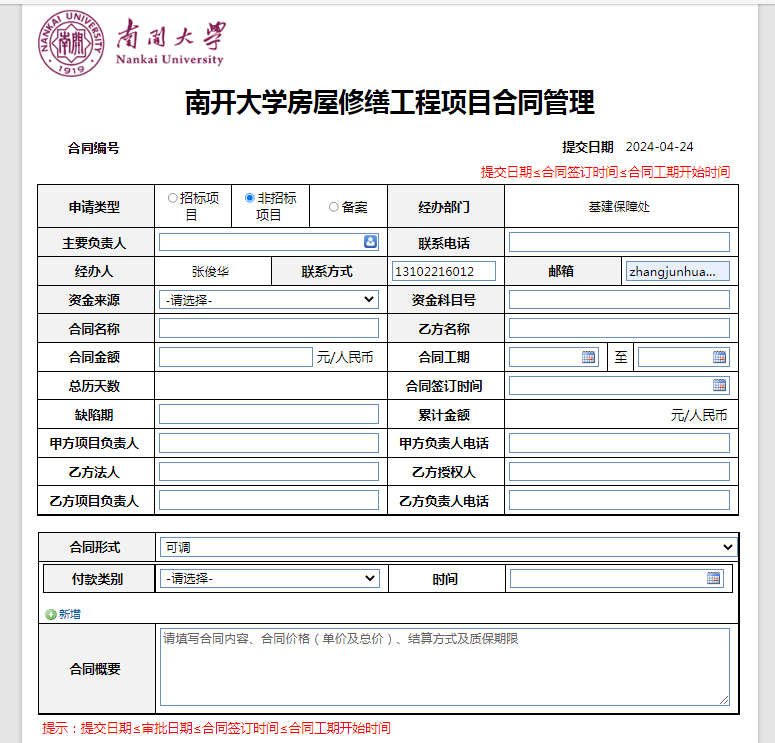 NANKAI UNIVERSITY
南開
1919
南開大學
Nankai University
南开大学房屋修缮工程项目合同管理
合同编号 提交日期 2024-04-24
提交日期≤合同签订时间≤合同工期开始时间
申请类型 招标项目 非招标项目 备案 经办部门 基建保障处
主要负责人 联系电话
经办人 张俊华 联系方式 13102216012 邮箱 zhangjunhua...
资金来源 -请选择- 资金科目号
合同名称 乙方名称
合同金额 元/人民币 合同工期 至
总历天数 合同签订时间
缺陷期 累计金额 元/人民币
甲方项目负责人 甲方负责人电话
乙方法人 乙方授权人
乙方项目负责人 乙方负责人电话
合同形式 可调
付款类别 -请选择- 时间
新增
合同概要 请填写合同内容、合同价格（单价及总价）、结算方式及质保期限
提示：提交日期≤审批日期≤合同签订时间≤合同工期开始时间